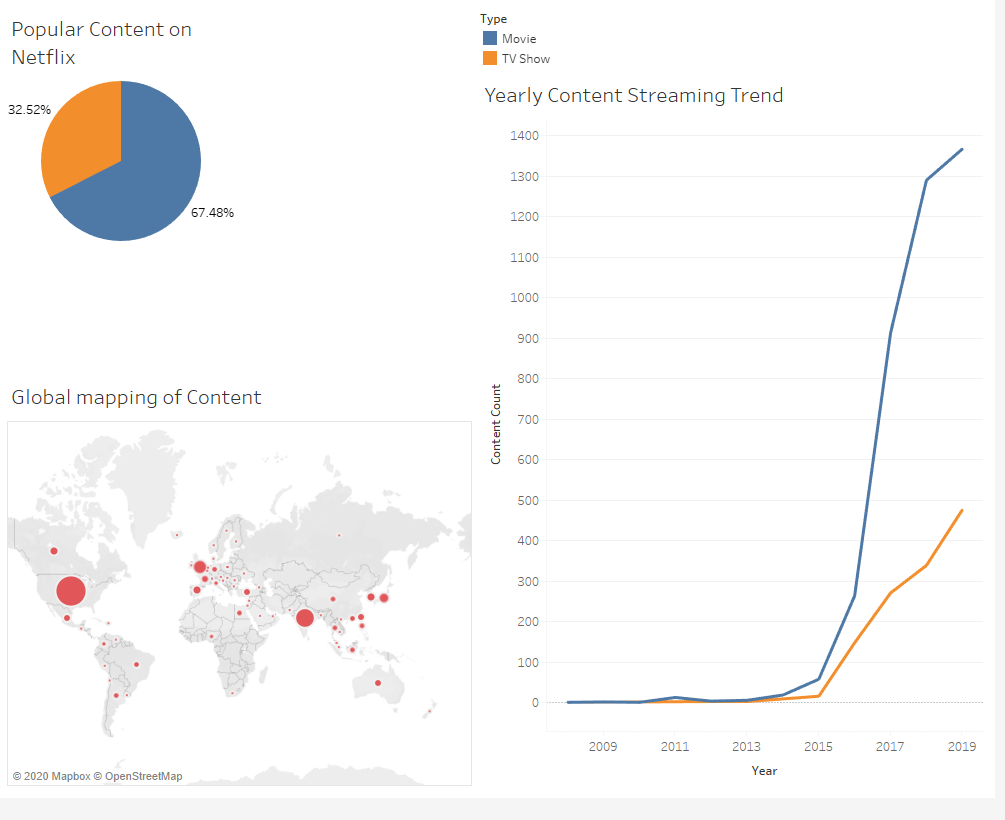 Popular Content on
Netflix
32.52%
67.48%
Type
Movie
TV Show
Yearly Content Streaming Trend
1400
1300
1200
1100
1000
900
800
700
600
500
400
300
200
100
0
Content Count
2009 2011 2013 2015 2017 2019
Year
Global mapping of Content
© 2020 Mapbox © OpenStreetMap